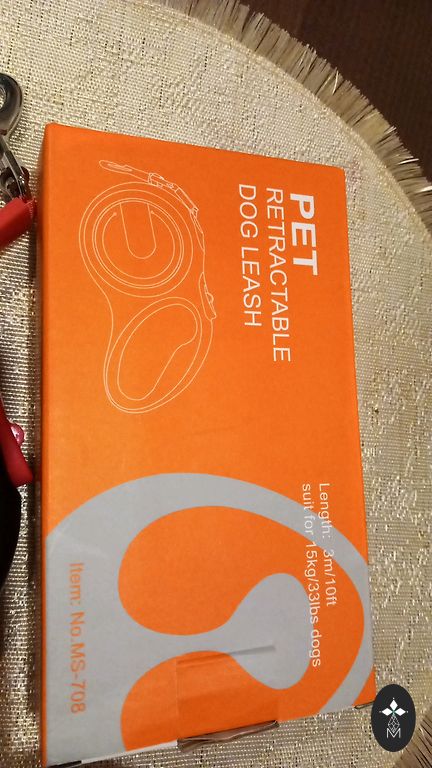 PET
RETRACTABLE
DOG LEASH
Length: 3m/10ft
suit for 15kg/33lbs dogs
Item: No.MS-708